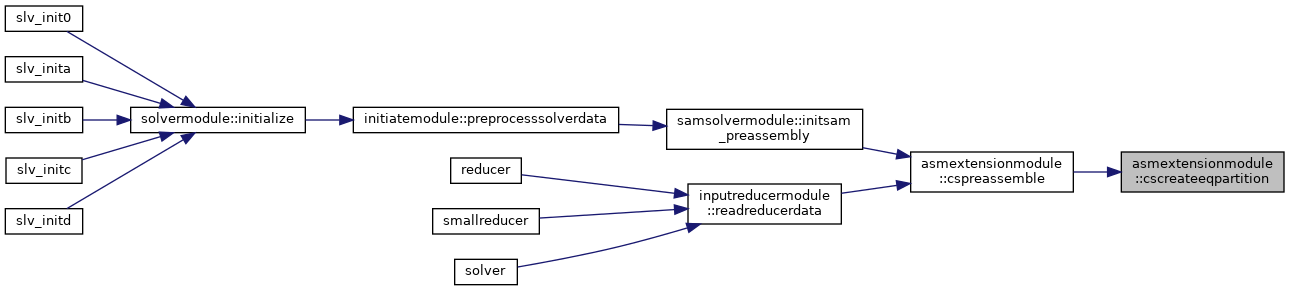 slv_init0
slv_inita
slv_initb
slv_initc
slv_initd
solvermodule::initialize
initiatemodule::preprocesssolverdata
reducer
smallreducer
solver
samsolvermodule::initsam
_preassembly
inputreducermodule
::readreducerdata
asmextensionmodule
::cspreassemble
asmextensionmodule
::cscreateeqpartition